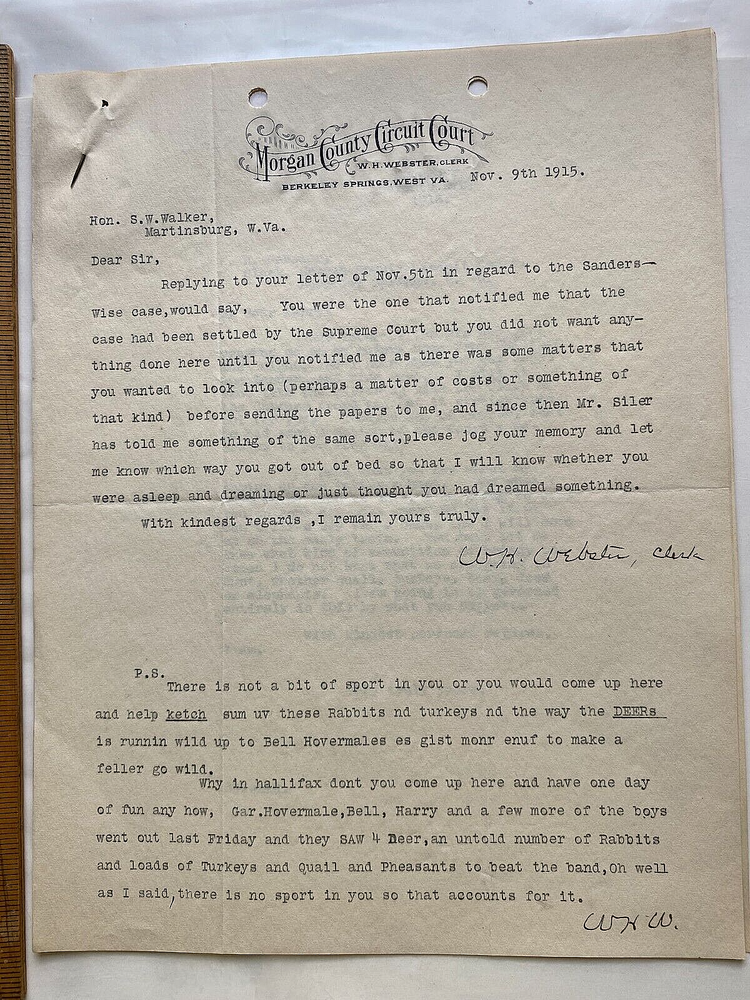 Morgan County Circuit Court
W.H. WEBSTER, CLERK
BERKELEY SPRINGS, WEST VA.
Nov. 9th 1915.
Hon. S.W.Walker,
Martinsburg, W.Va.
Dear Sir,
Replying to your letter of Nov.5th in regard to the Sanders—
Wise case,would say, You were the one that notified me that the
case had been settled by the Supreme Court but you did not want any—
thing done here until you notified me as there was some matters that
you wanted to look into (perhaps a matter of costs or something of
that kind) before sending the papers to me, and since then Mr. Siler
has told me something of the same sort,please jog your memory and let
me know which way you got out of bed so that I will know whether you
were asleep and dreaming or just thought you had dreamed something.
With kindest regards ,I remain yours truly.
W.H. Webster, Clerk
P.S.
There is not a bit of sport in you or you would come up here
and help ketch sum uv these Rabbits nd turkeys nd the way the DEERs
is runnin wild up to Bell Hovermales es gist monr enuf to make a
feller go wild.
Why in hallifax dont you come up here and have one day
of fun any how, Gar.Hovermale,Bell, Harry and a few more of the boys
went out last Friday and they SAW 4 Deer,an untold number of Rabbits
and loads of Turkeys and Quail and Pheasants to beat the band,Oh well
as I said,there is no sport in you so that accounts for it.
W H W.